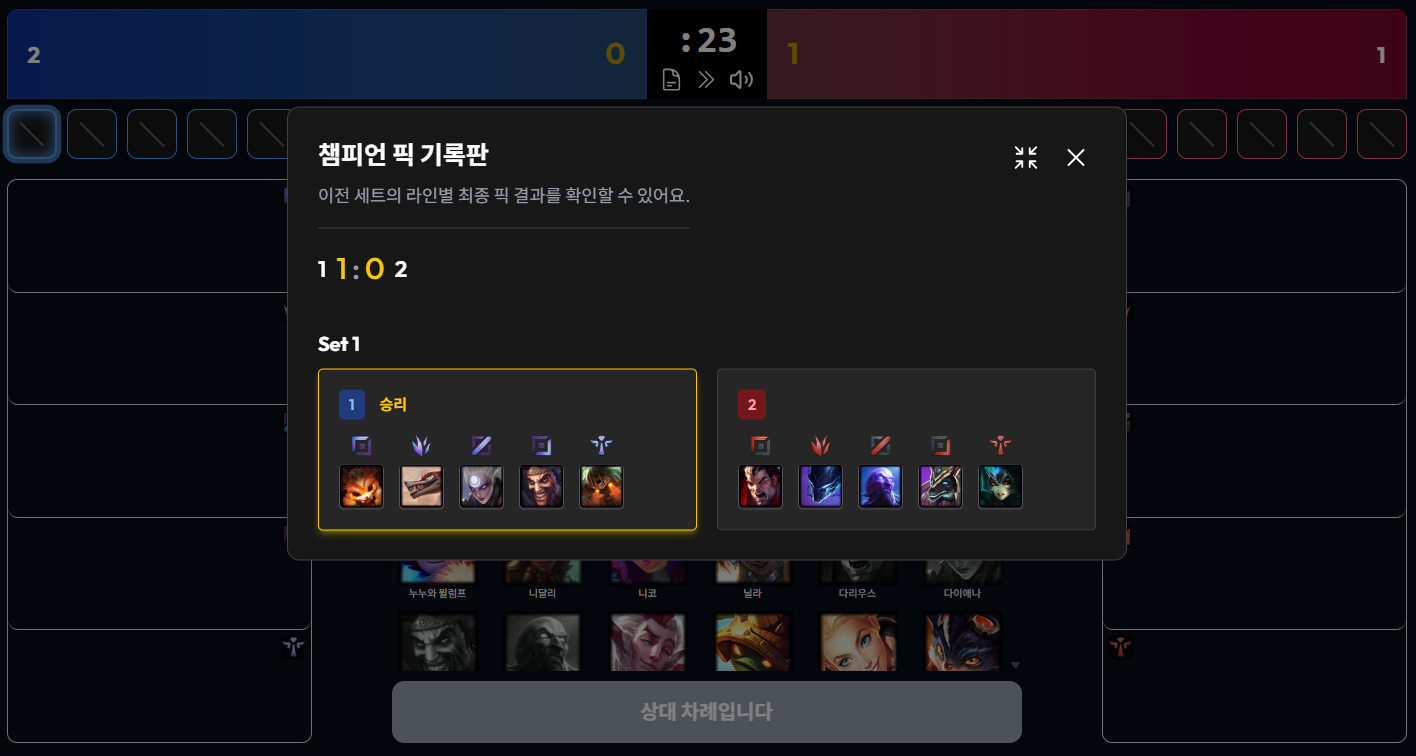 2
0
:23
1
1
챔피언 픽 기록판
이전 세트의 라인별 최종 픽 결과를 확인할 수 있어요.
1 1:0 2
Set 1
1 승리
2
누누와 윌럼프 니달리 니코 닐라 다리우스 다이애나
상대 차례입니다